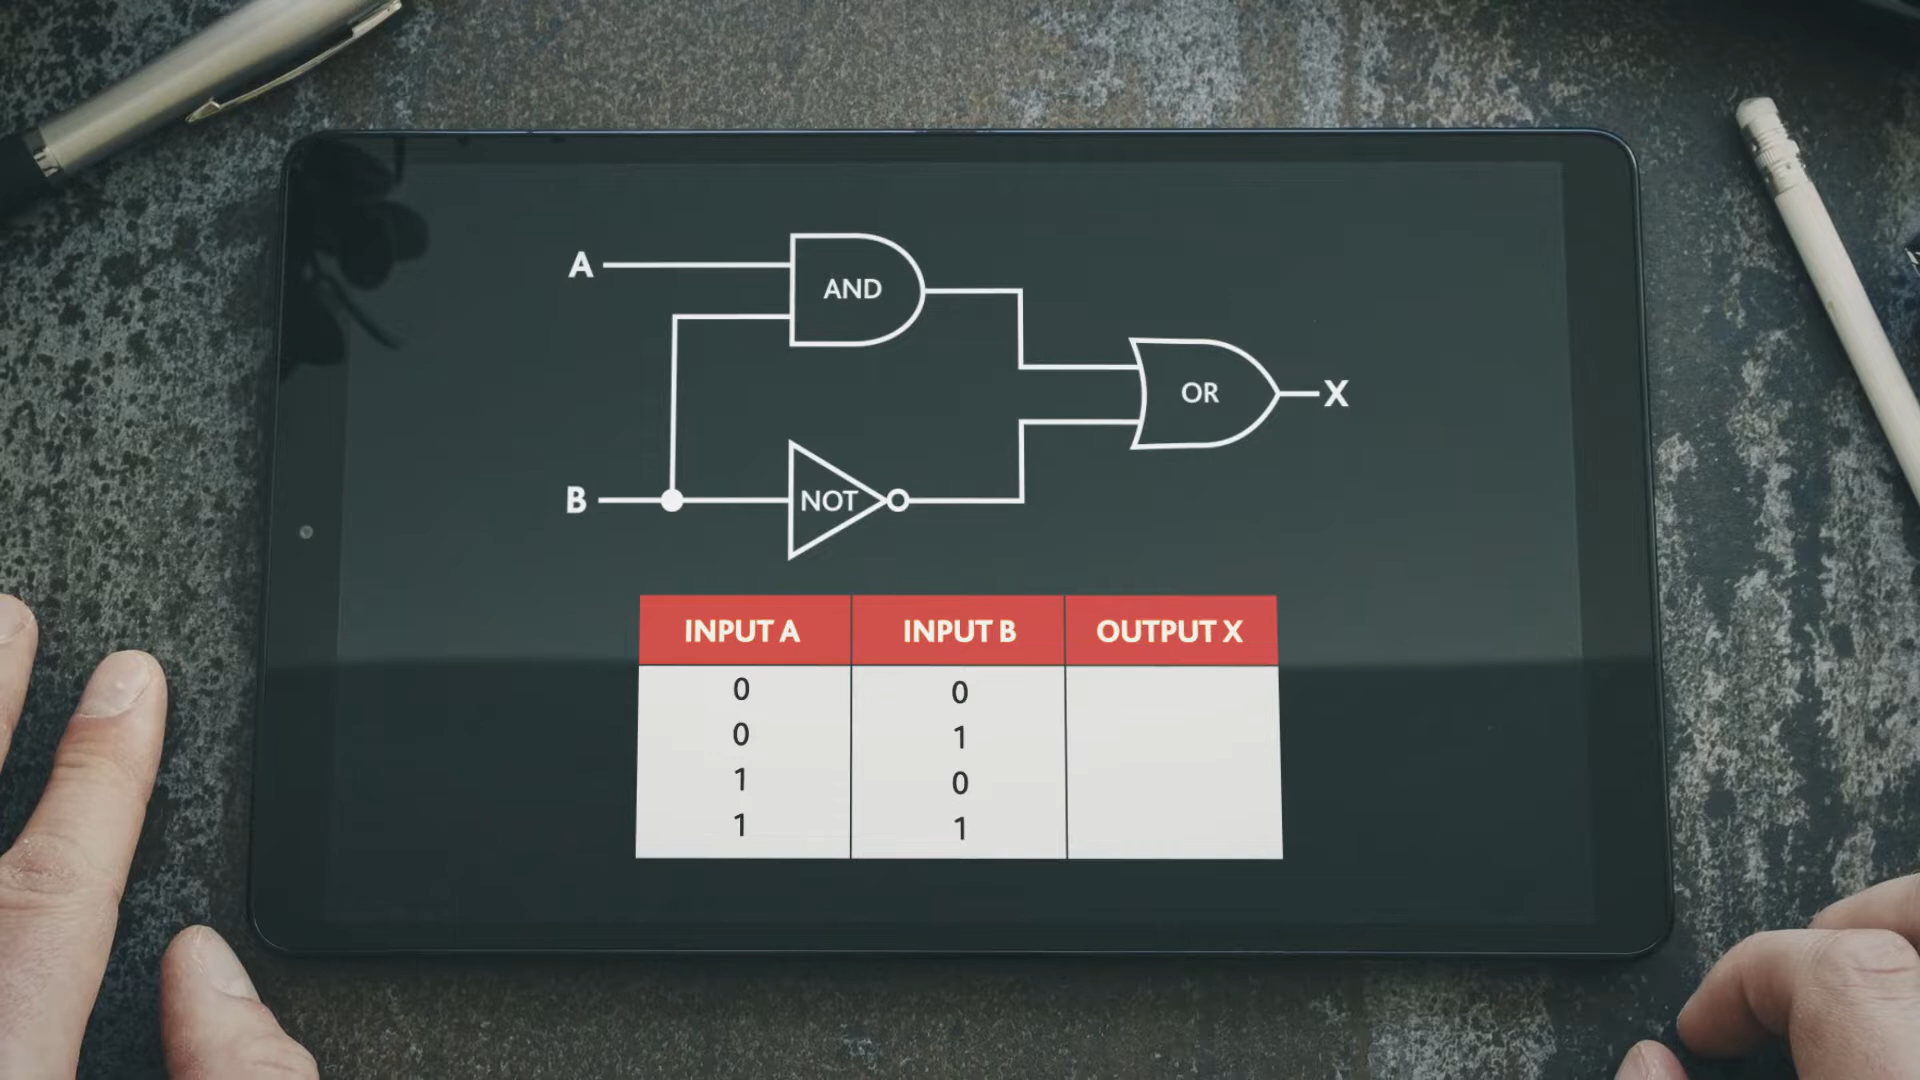 A
AND
OR
X
B
NOT
INPUT A INPUT B OUTPUT X
0 0
0 1
1 0
1 1